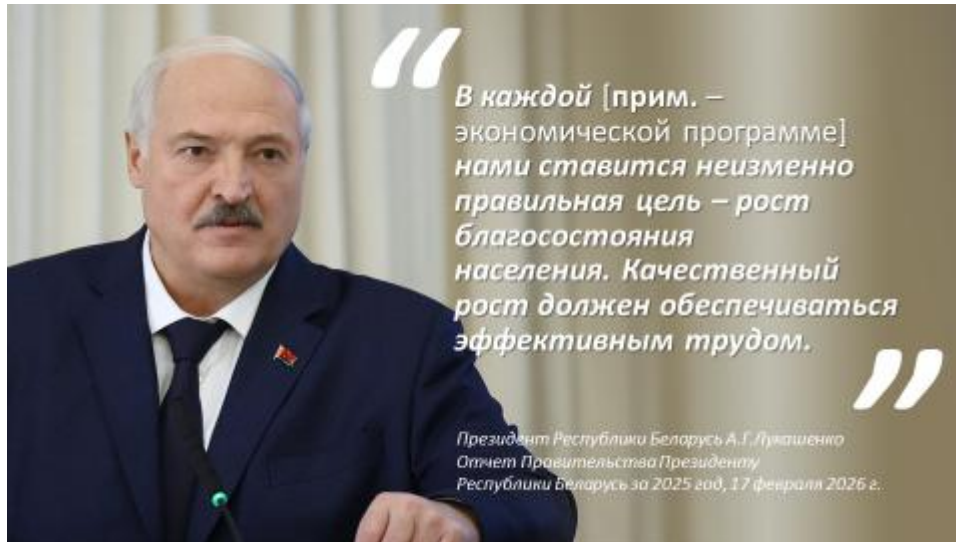 “
В каждой [прим. –
экономической программе]
нами ставится неизменно
правильная цель – рост
благосостояния
населения. Качественный
рост должен обеспечиваться
эффективным трудом.
”
Президент Республики Беларусь А.Г.Лукашенко
Отчет Правительства Президенту
Республики Беларусь за 2025 год, 17 февраля 2026 г.